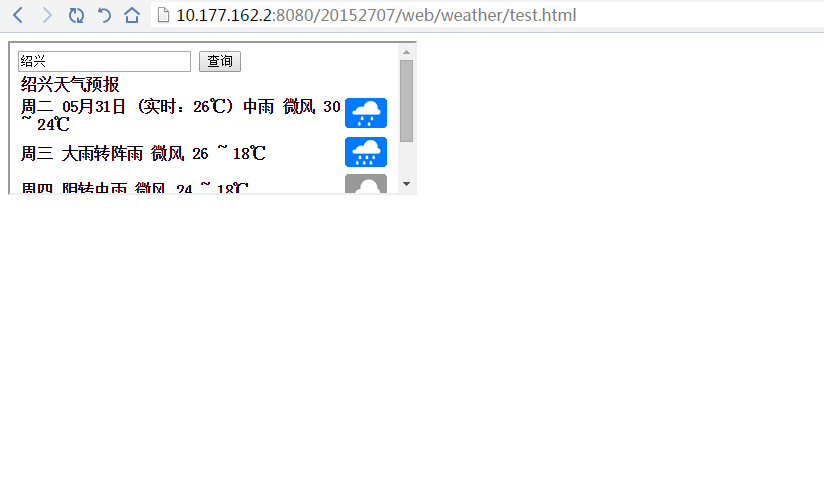 10.177.162.2:8080/20152707/web/weather/test.html
绍兴 查询
绍兴天气预报
周二 05月31日 (实时：26℃) 中雨 微风 30
~ 24℃
周三 大雨转阵雨 微风 26 ~ 18℃
周四 阴转中雨 微风 24 ~ 18℃